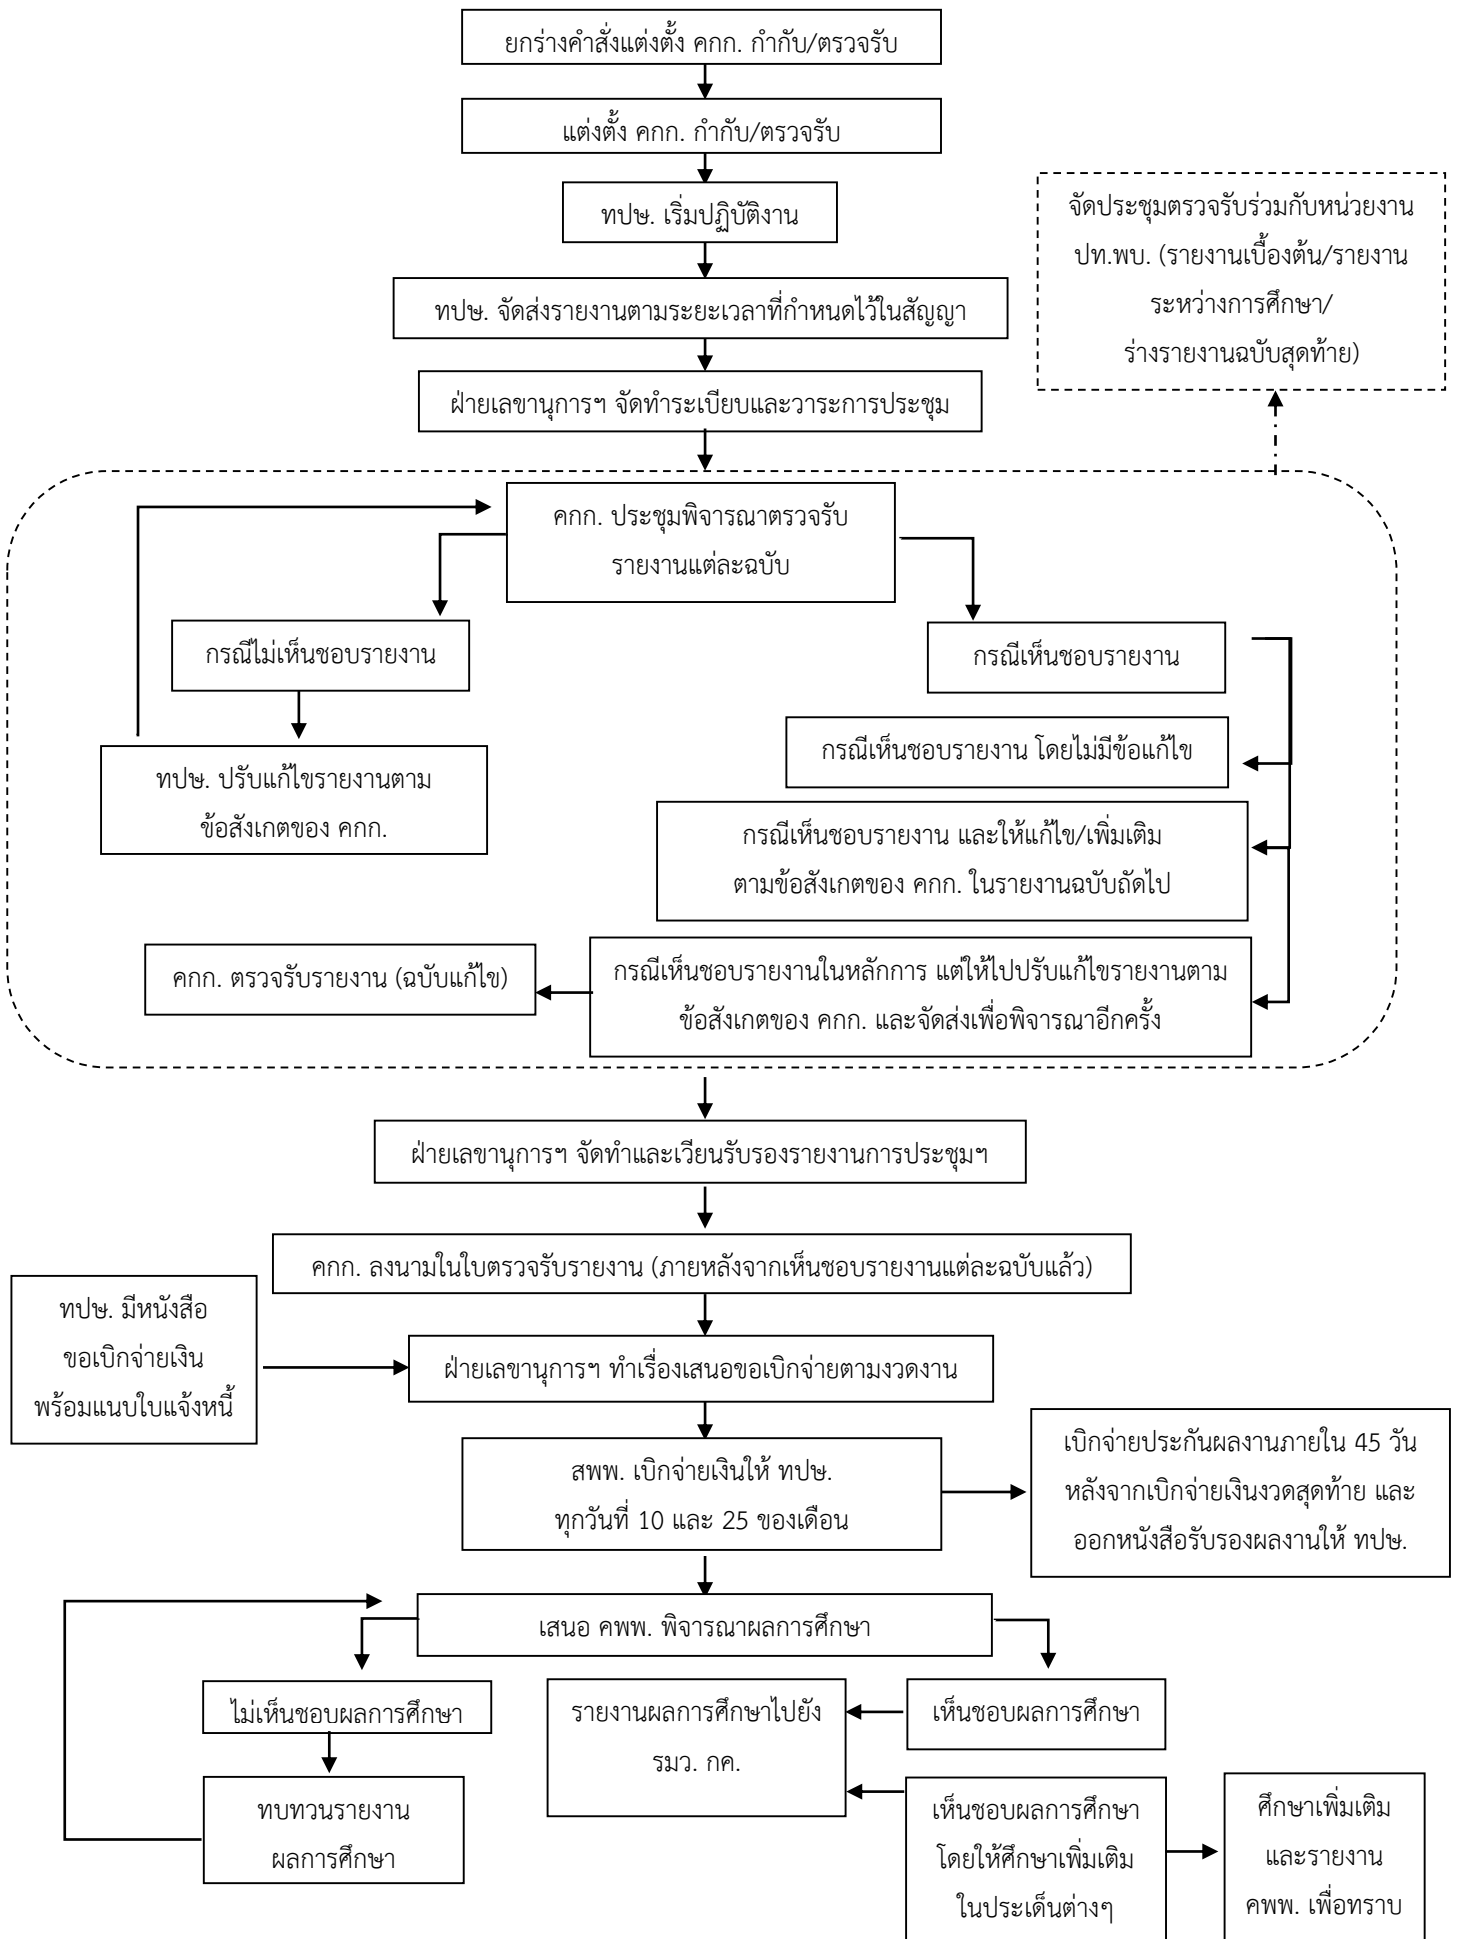 ยกร่างคำสั่งแต่งตั้ง คกก. กำกับ/ตรวจรับ
แต่งตั้ง คกก. กำกับ/ตรวจรับ
ทปษ. เริ่มปฏิบัติงาน
จัดประชุมตรวจรับร่วมกับหน่วยงาน
ปท.พบ. (รายงานเบื้องต้น/รายงาน
ระหว่างการศึกษา/
ร่างรายงานฉบับสุดท้าย)
ทปษ. จัดส่งรายงานตามระยะเวลาที่กำหนดไว้ในสัญญา
ฝ่ายเลขานุการฯ จัดทำระเบียบและวาระการประชุม
คกก. ประชุมพิจารณาตรวจรับ
รายงานแต่ละฉบับ
กรณีไม่เห็นชอบรายงาน
กรณีเห็นชอบรายงาน
ทปษ. ปรับแก้ไขรายงานตาม
ข้อสังเกตของ คกก.
กรณีเห็นชอบรายงาน โดยไม่มีข้อแก้ไข
กรณีเห็นชอบรายงาน และให้แก้ไข/เพิ่มเติม
ตามข้อสังเกตของ คกก. ในรายงานฉบับถัดไป
คกก. ตรวจรับรายงาน (ฉบับแก้ไข)
กรณีเห็นชอบรายงานในหลักการ แต่ให้ไปปรับแก้ไขรายงานตาม
ข้อสังเกตของ คกก. และจัดส่งเพื่อพิจารณาอีกครั้ง
ฝ่ายเลขานุการฯ จัดทำและเวียนรับรองรายงานการประชุมฯ
คกก. ลงนามในใบตรวจรับรายงาน (ภายหลังจากเห็นชอบรายงานแต่ละฉบับแล้ว)
ทปษ. มีหนังสือ
ขอเบิกจ่ายเงิน
พร้อมแนบใบแจ้งหนี้
ฝ่ายเลขานุการฯ ทำเรื่องเสนอขอเบิกจ่ายตามงวดงาน
สพพ. เบิกจ่ายเงินให้ ทปษ.
ทุกวันที่ 10 และ 25 ของเดือน
เบิกจ่ายประกันผลงานภายใน 45 วัน
หลังจากเบิกจ่ายเงินงวดสุดท้าย และ
ออกหนังสือรับรองผลงานให้ ทปษ.
เสนอ คพพ. พิจารณาผลการศึกษา
ไม่เห็นชอบผลการศึกษา
รายงานผลการศึกษาไปยัง
รมว. กค.
เห็นชอบผลการศึกษา
ทบทวนรายงาน
ผลการศึกษา
เห็นชอบผลการศึกษา
โดยให้ศึกษาเพิ่มเติม
ในประเด็นต่างๆ
ศึกษาเพิ่มเติม
และรายงาน
คพพ. เพื่อทราบ